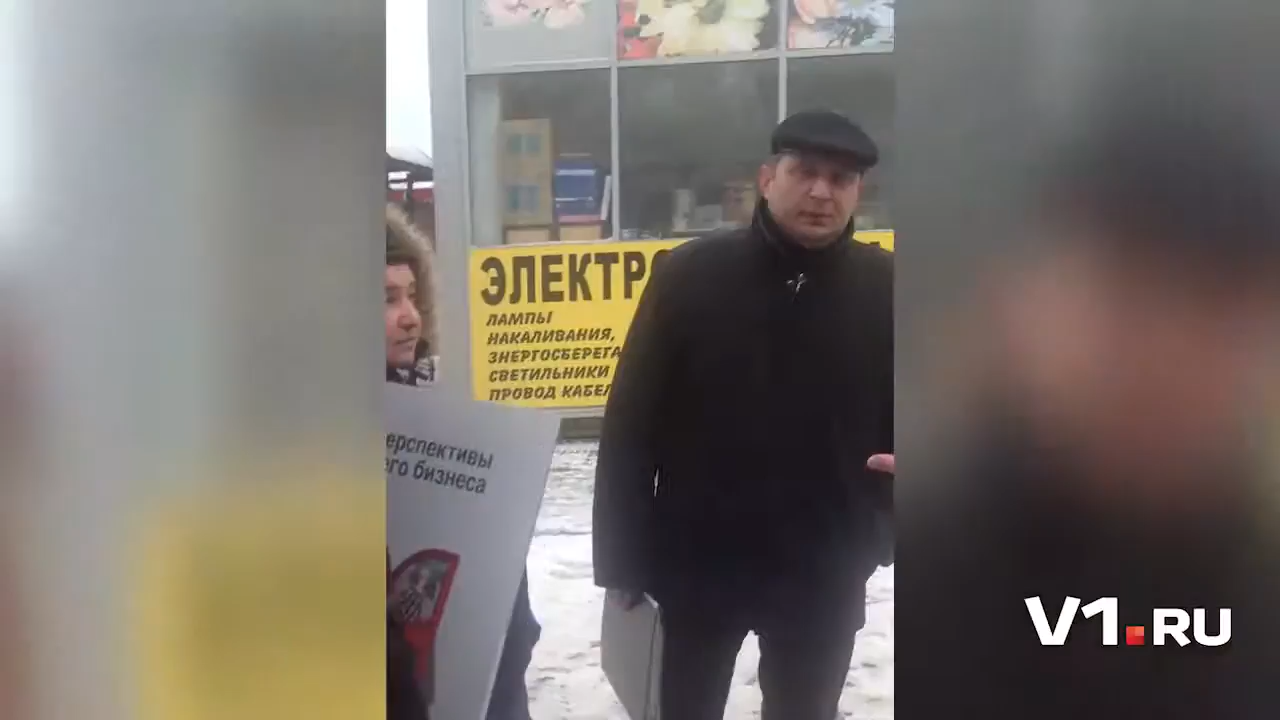 ЭЛЕКТР
ЛАМПЫ
НАКАЛИВАНИЯ,
ЭНЕРГОСБЕРЕГА
СВЕТИЛЬНИКИ
ПРОВОД КАБЕЛ
ерспективы
его бизнеса
V1.RU